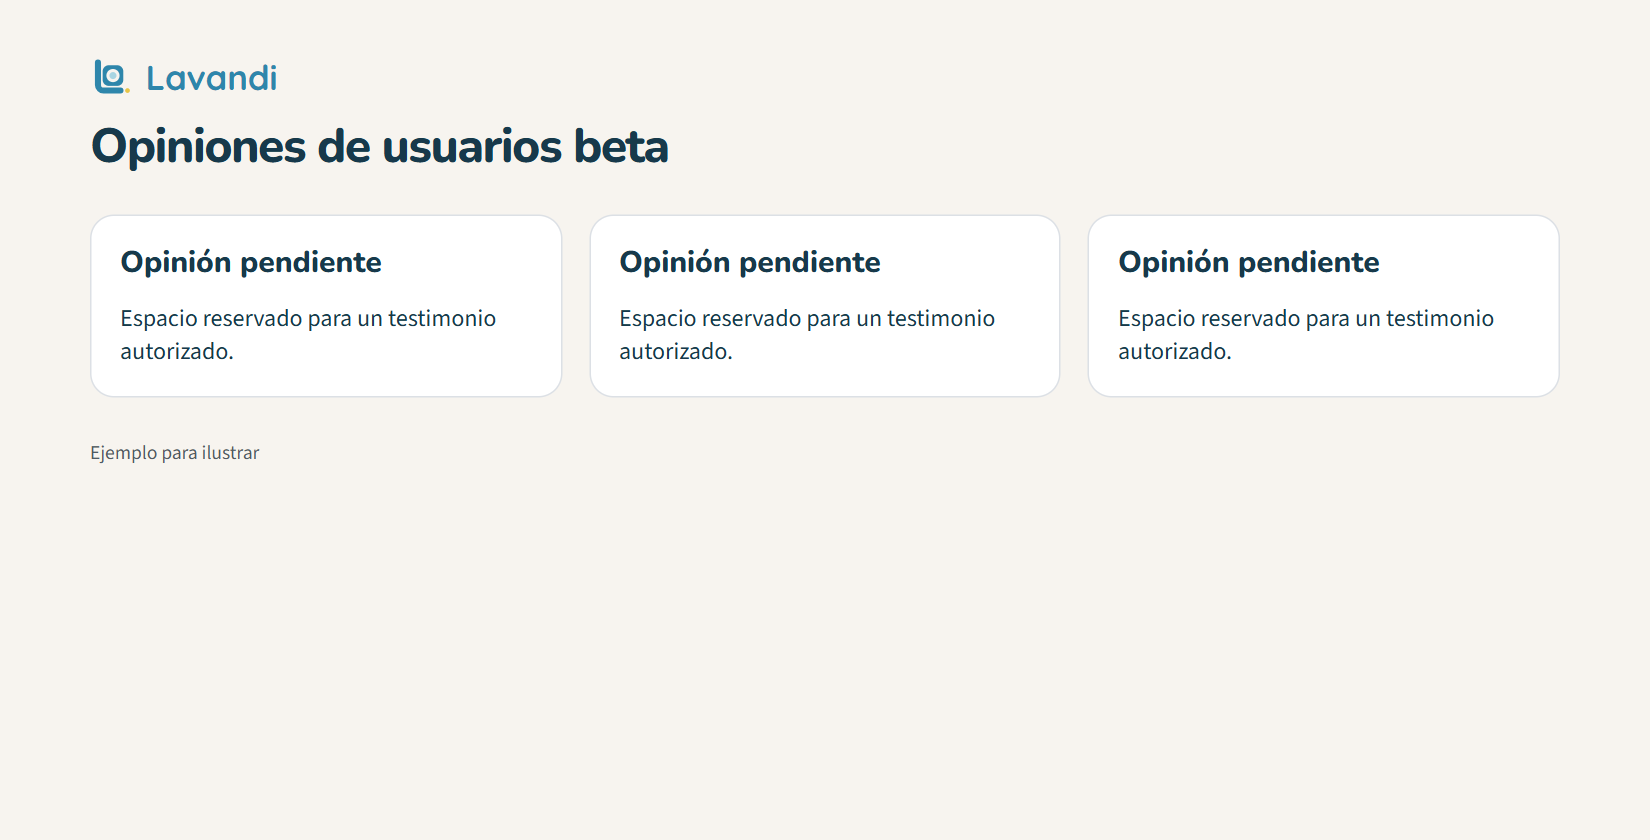 Lavandi
Opiniones de usuarios beta
Opinión pendiente
Espacio reservado para un testimonio
autorizado.
Opinión pendiente
Espacio reservado para un testimonio
autorizado.
Opinión pendiente
Espacio reservado para un testimonio
autorizado.
Ejemplo para ilustrar